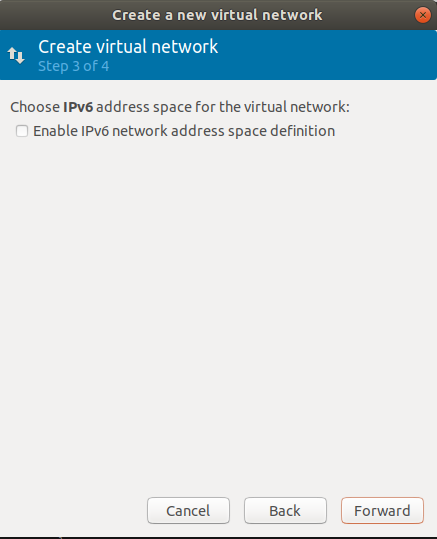 Create a new virtual network
Create virtual network
Step 3 of 4
Choose IPv6 address space for the virtual network:
Enable IPv6 network address space definition
Cancel Back Forward